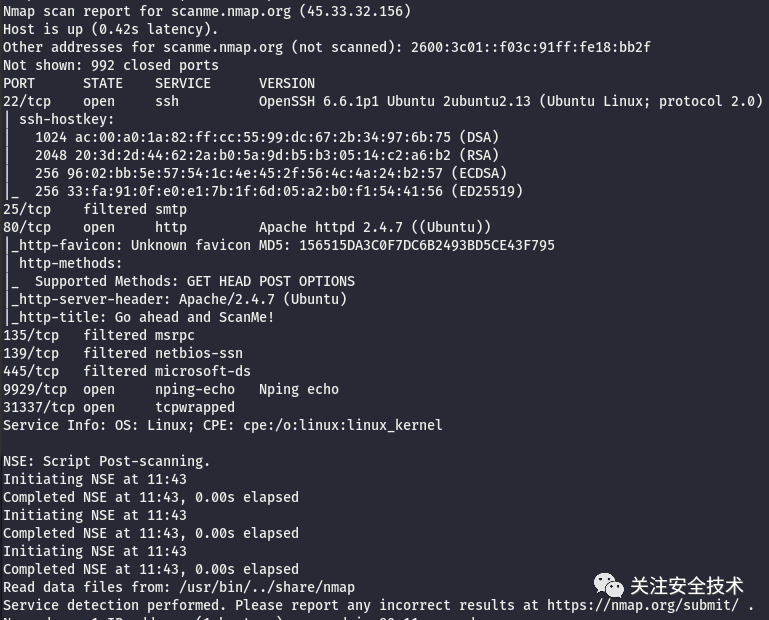 Nmap scan report for scanme.nmap.org (45.33.32.156)
Host is up (0.42s latency).
Other addresses for scanme.nmap.org (not scanned): 2600:3c01::f03c:91ff:fe18:bb2f
Not shown: 992 closed ports
PORT      STATE    SERVICE      VERSION
22/tcp    open     ssh          OpenSSH 6.6.1p1 Ubuntu 2ubuntu2.13 (Ubuntu Linux; protocol 2.0)
| ssh-hostkey:
|   1024 ac:00:a0:1a:82:ff:cc:55:99:dc:67:2b:34:97:6b:75 (DSA)
|   2048 20:3d:2d:44:62:2a:b0:5a:9d:b5:b3:05:14:c2:a6:b2 (RSA)
|   256 96:02:bb:5e:57:54:1c:4e:45:2f:56:4c:4a:24:b2:57 (ECDSA)
|_  256 33:fa:91:0f:e0:e1:7b:1f:6d:05:a2:b0:f1:54:41:56 (ED25519)
25/tcp    filtered smtp
80/tcp    open     http         Apache httpd 2.4.7 ((Ubuntu))
|_http-favicon: Unknown favicon MD5: 156515DA3C0F7DC6B2493BD5CE43F795
| http-methods:
|_  Supported Methods: GET HEAD POST OPTIONS
|_http-server-header: Apache/2.4.7 (Ubuntu)
|_http-title: Go ahead and ScanMe!
135/tcp   filtered msrpc
139/tcp   filtered netbios-ssn
445/tcp   filtered microsoft-ds
9929/tcp  open     nping-echo   Nping echo
31337/tcp open     tcpwrapped
Service Info: OS: Linux; CPE: cpe:/o:linux:linux_kernel

NSE: Script Post-scanning.
Initiating NSE at 11:43
Completed NSE at 11:43, 0.00s elapsed
Initiating NSE at 11:43
Completed NSE at 11:43, 0.00s elapsed
Initiating NSE at 11:43
Completed NSE at 11:43, 0.00s elapsed
Read data files from: /usr/bin/../share/nmap
关注安全技术
Service detection performed. Please report any incorrect results at https://nmap.org/submit/ .